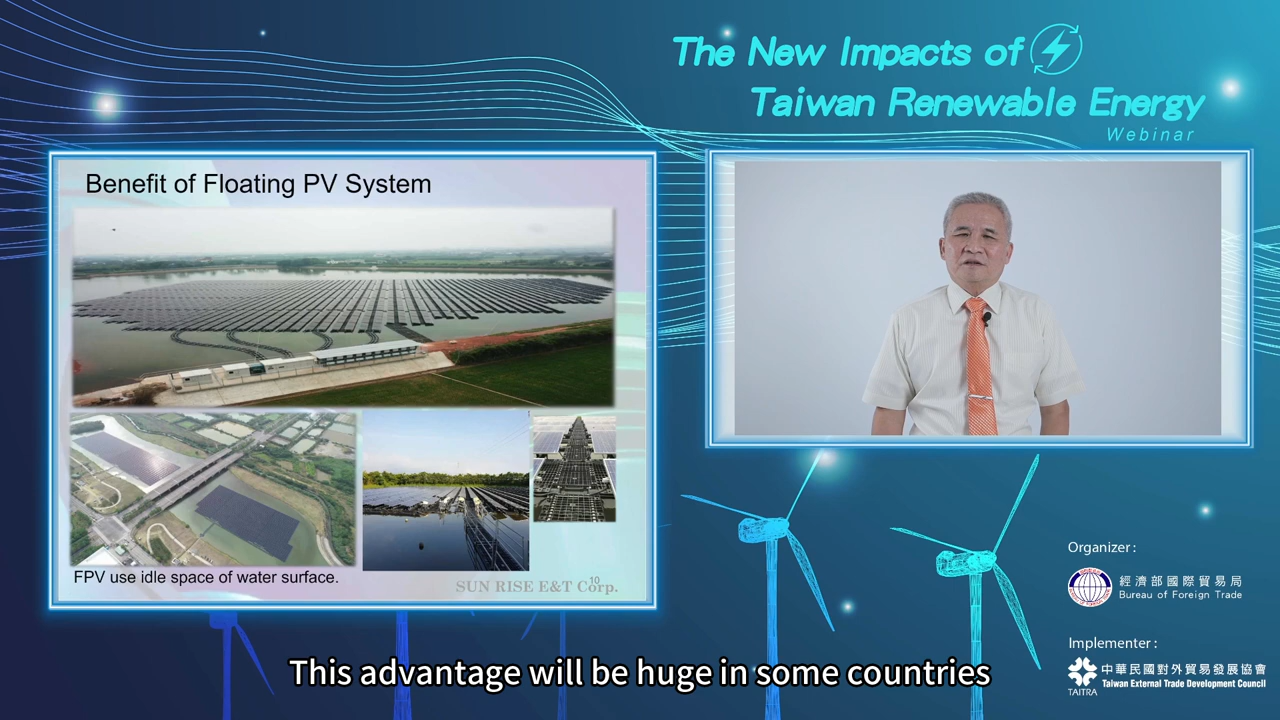 The New Impacts of
Taiwan Renewable Energy
Webinar
Benefit of Floating PV System
FPV use idle space of water surface.
10
SUN RISE E&T Corp.
Organizer :
經濟部國際貿易局
Bureau of Foreign Trade
Implementer :
中華民國對外貿易發展協會
Taiwan External Trade Development Council
TAITRA
This advantage will be huge in some countries